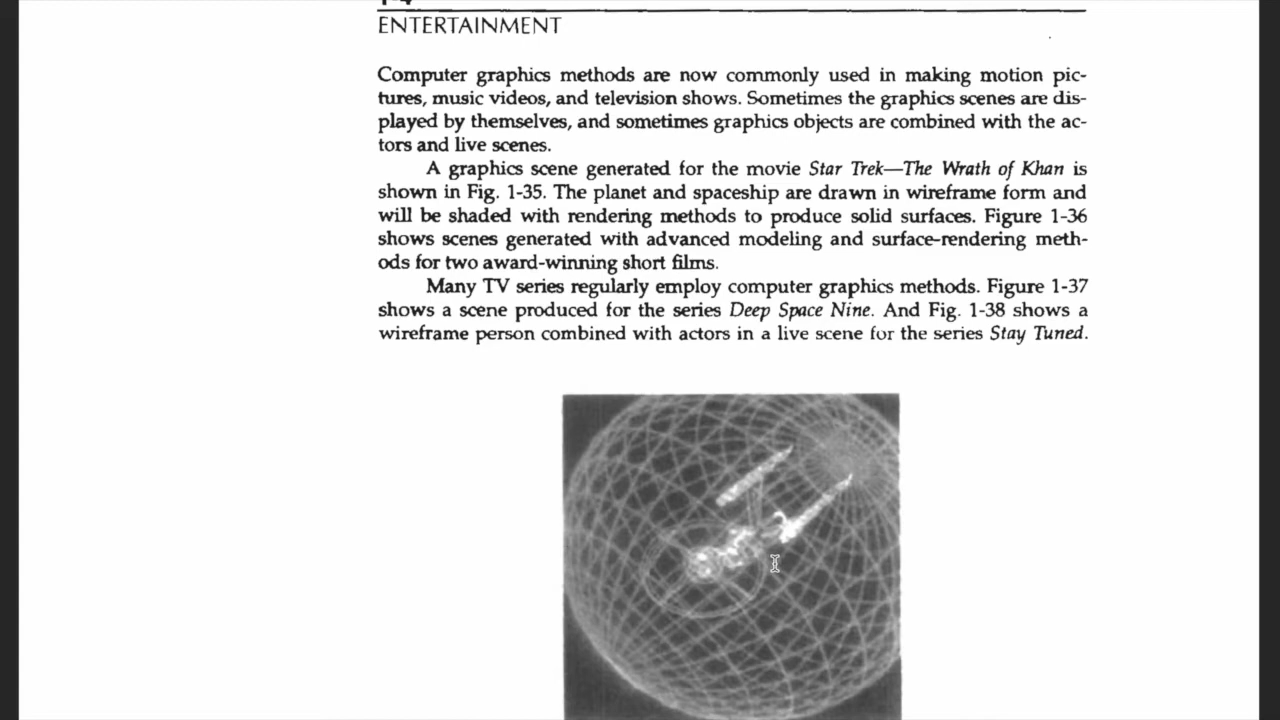 1-4
ENTERTAINMENT
Computer graphics methods are now commonly used in making motion pic-
tures, music videos, and television shows. Sometimes the graphics scenes are dis-
played by themselves, and sometimes graphics objects are combined with the ac-
tors and live scenes.
A graphics scene generated for the movie Star Trek—The Wrath of Khan is
shown in Fig. 1-35. The planet and spaceship are drawn in wireframe form and
will be shaded with rendering methods to produce solid surfaces. Figure 1-36
shows scenes generated with advanced modeling and surface-rendering meth-
ods for two award-winning short films.
Many TV series regularly employ computer graphics methods. Figure 1-37
shows a scene produced for the series Deep Space Nine. And Fig. 1-38 shows a
wireframe person combined with actors in a live scene for the series Stay Tuned.